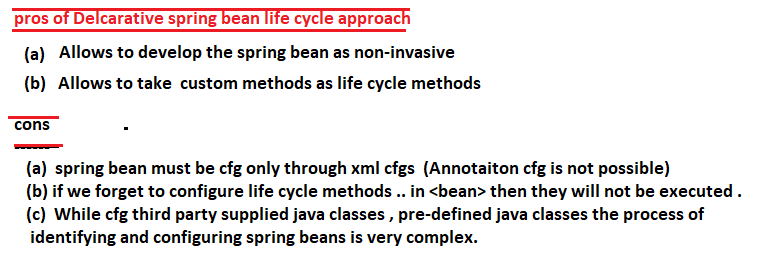 pros of Delcarative spring bean life cycle approach
(a) Allows to develop the spring bean as non-invasive
(b) Allows to take custom methods as life cycle methods
cons .
-------
(a) spring bean must be cfg only through xml cfgs (Annotaiton cfg is not possible)
(b) if we forget to configure life cycle methods .. in <bean> then they will not be executed .
(c) While cfg third party supplied java classes , pre-defined java classes the process of
identifying and configuring spring beans is very complex.